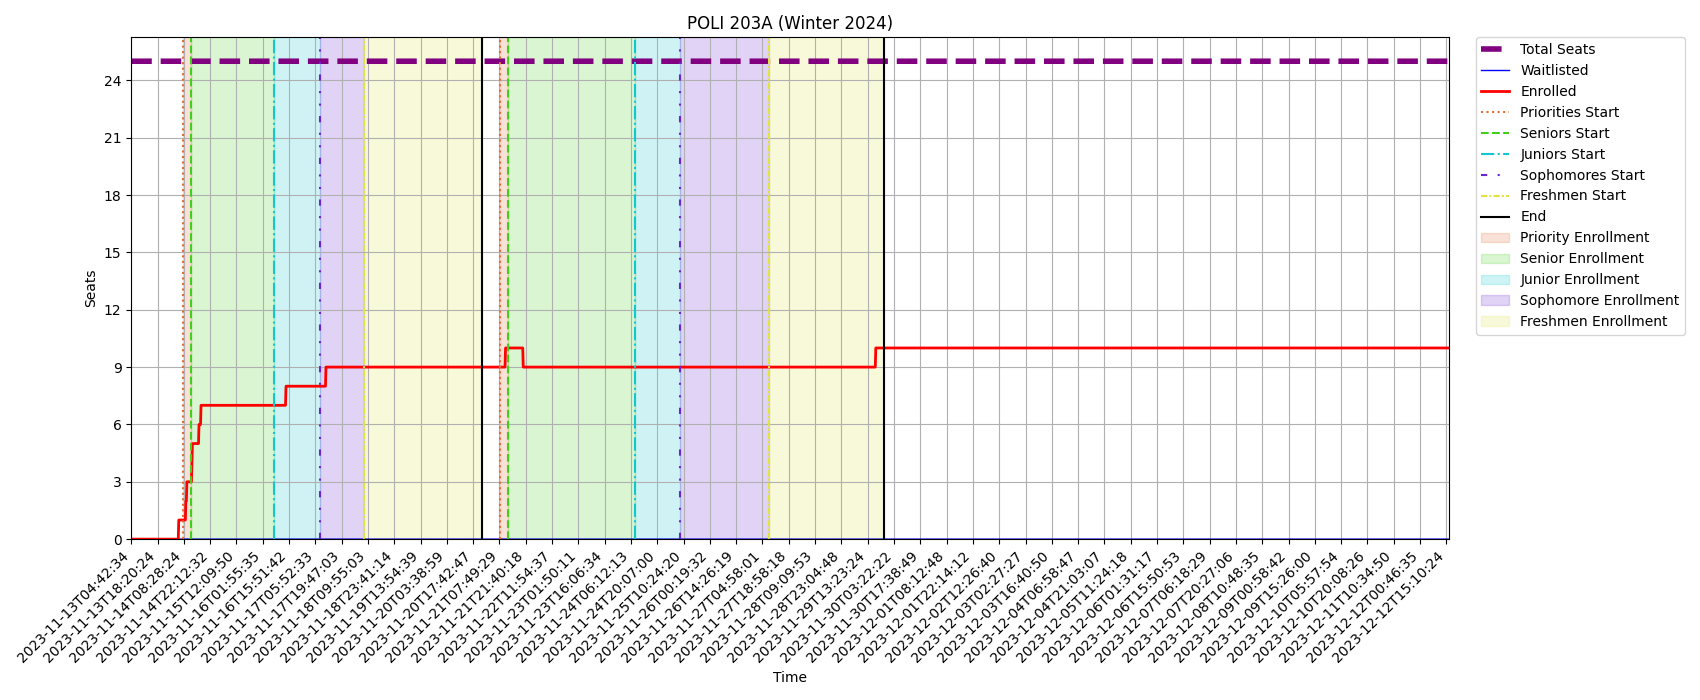 POLI 203A (Winter 2024)
Seats
24
21
18
15
12
9
6
3
0
2023-11-13T04:42:34
2023-11-13T18:20:24
2023-11-14T08:28:24
2023-11-14T22:12:32
2023-11-15T12:09:50
2023-11-16T01:55:35
2023-11-16T15:51:42
2023-11-17T05:52:33
2023-11-17T19:47:03
2023-11-18T09:55:03
2023-11-18T23:41:14
2023-11-19T13:54:39
2023-11-20T03:38:59
2023-11-20T17:42:47
2023-11-21T07:49:29
2023-11-21T21:40:18
2023-11-22T11:54:37
2023-11-23T01:50:11
2023-11-23T16:06:34
2023-11-24T06:12:13
2023-11-24T20:07:00
2023-11-25T10:24:20
2023-11-26T00:19:32
2023-11-26T14:26:19
2023-11-27T04:58:01
2023-11-27T18:58:18
2023-11-28T09:09:53
2023-11-28T23:04:48
2023-11-29T13:23:24
2023-11-30T03:22:22
2023-11-30T17:38:49
2023-12-01T08:12:48
2023-12-01T22:14:12
2023-12-02T12:26:40
2023-12-03T02:27:27
2023-12-03T16:40:50
2023-12-04T06:58:47
2023-12-04T21:03:07
2023-12-05T11:24:18
2023-12-06T01:31:17
2023-12-06T15:50:53
2023-12-07T06:18:29
2023-12-07T20:27:06
2023-12-08T10:48:35
2023-12-09T00:58:42
2023-12-09T15:26:00
2023-12-10T05:57:54
2023-12-10T20:08:26
2023-12-11T10:34:50
2023-12-12T00:46:35
2023-12-12T15:10:24
Time
Total Seats
Waitlisted
Enrolled
Priorities Start
Seniors Start
Juniors Start
Sophomores Start
Freshmen Start
End
Priority Enrollment
Senior Enrollment
Junior Enrollment
Sophomore Enrollment
Freshmen Enrollment